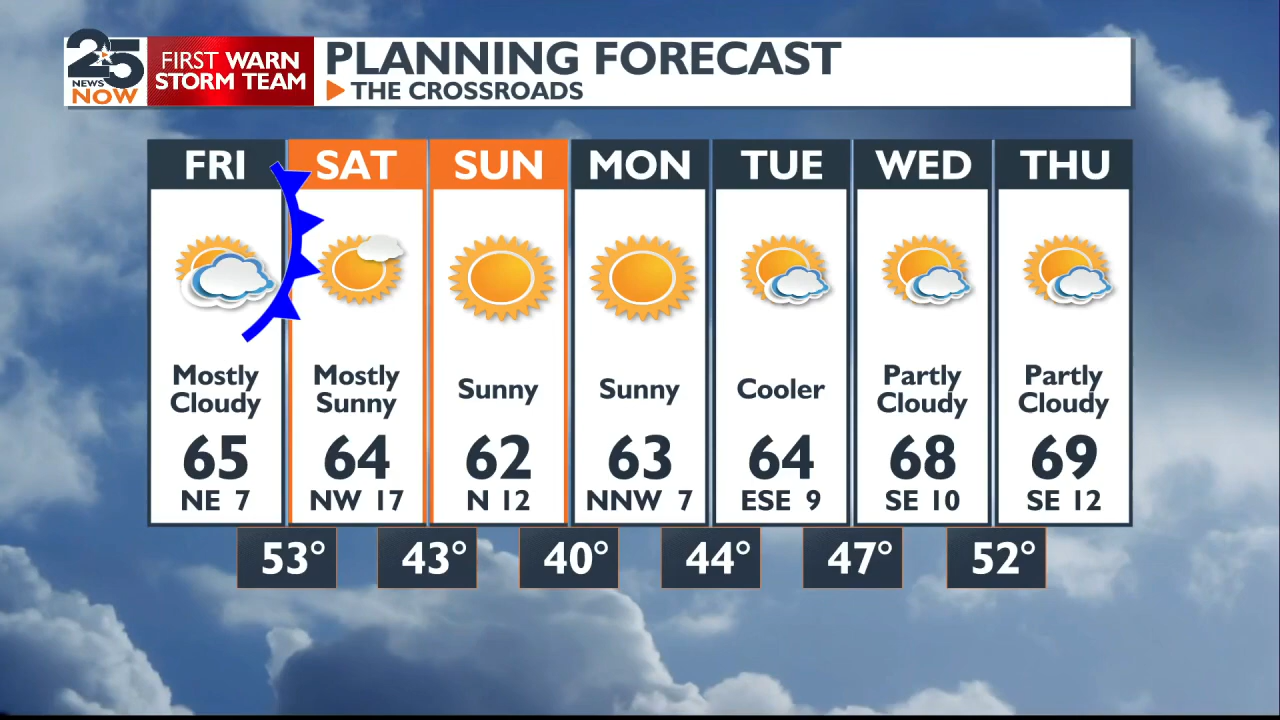 25
NEWS
NOW
FIRST WARN
STORM TEAM
PLANNING FORECAST
THE CROSSROADS
FRI SAT SUN MON TUE WED THU
Mostly Cloudy
Mostly Sunny
Sunny
Sunny
Cooler
Partly Cloudy
Partly Cloudy
65 64 62 63 64 68 69
NE 7 NW 17 N 12 NNW 7 ESE 9 SE 10 SE 12
53° 43° 40° 44° 47° 52°